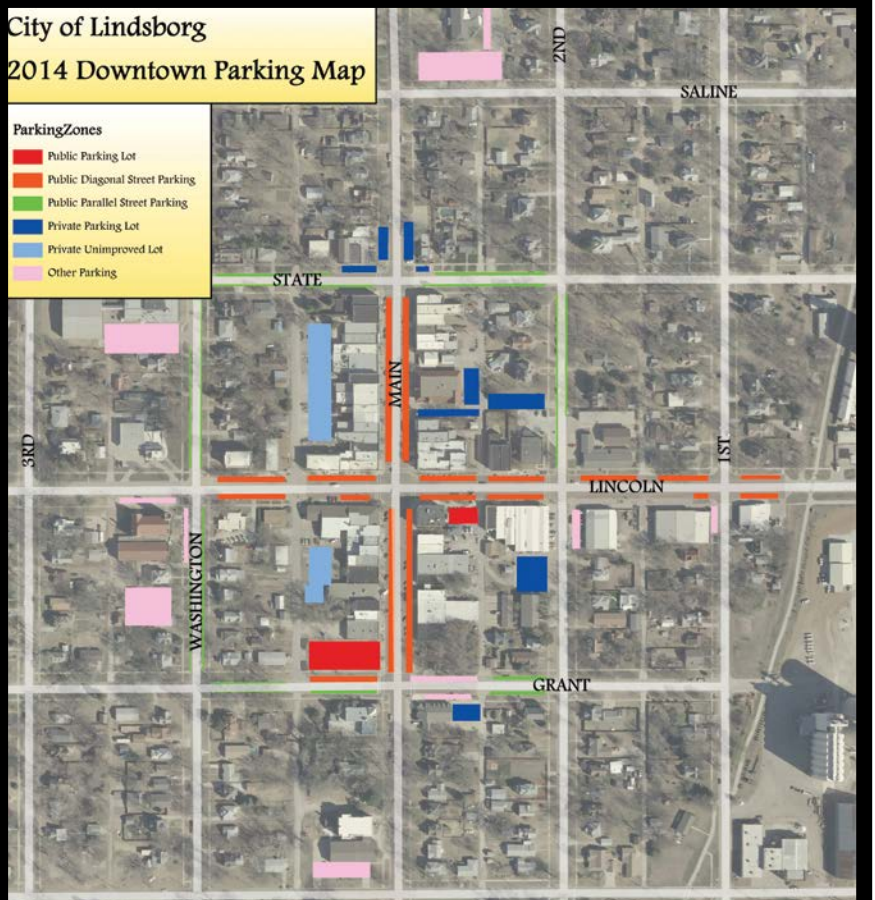 City of Lindsborg
2014 Downtown Parking Map
ParkingZones
Public Parking Lot
Public Diagonal Street Parking
Public Parallel Street Parking
Private Parking Lot
Private Unimproved Lot
Other Parking
2ND
SALINE
STATE
MAIN
3RD
1ST
LINCOLN
WASHINGTON
GRANT